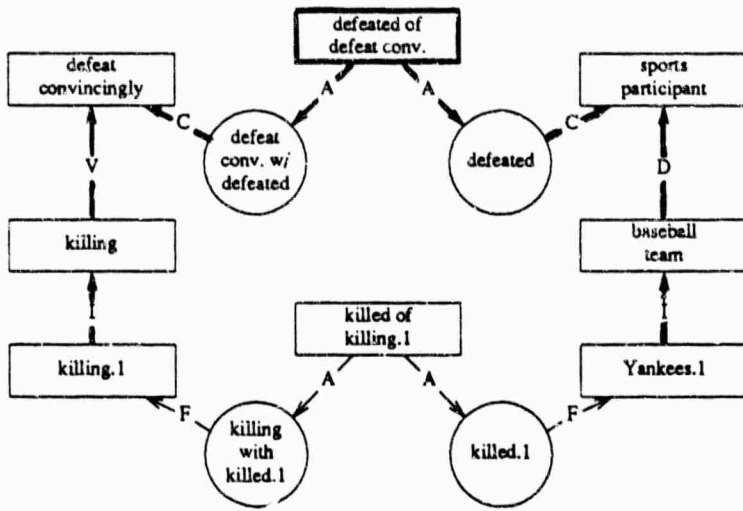 defeated of
defeat conv.
defeat
convincingly
sports
participant
A
A
C
C
defeat
conv. w/
defeated
defeated
V
D
killing
baseball
team
killed of
killing.1
I
I
killing.1
Yankees.1
A
A
F
F
killing
with
killed.1
killed.1